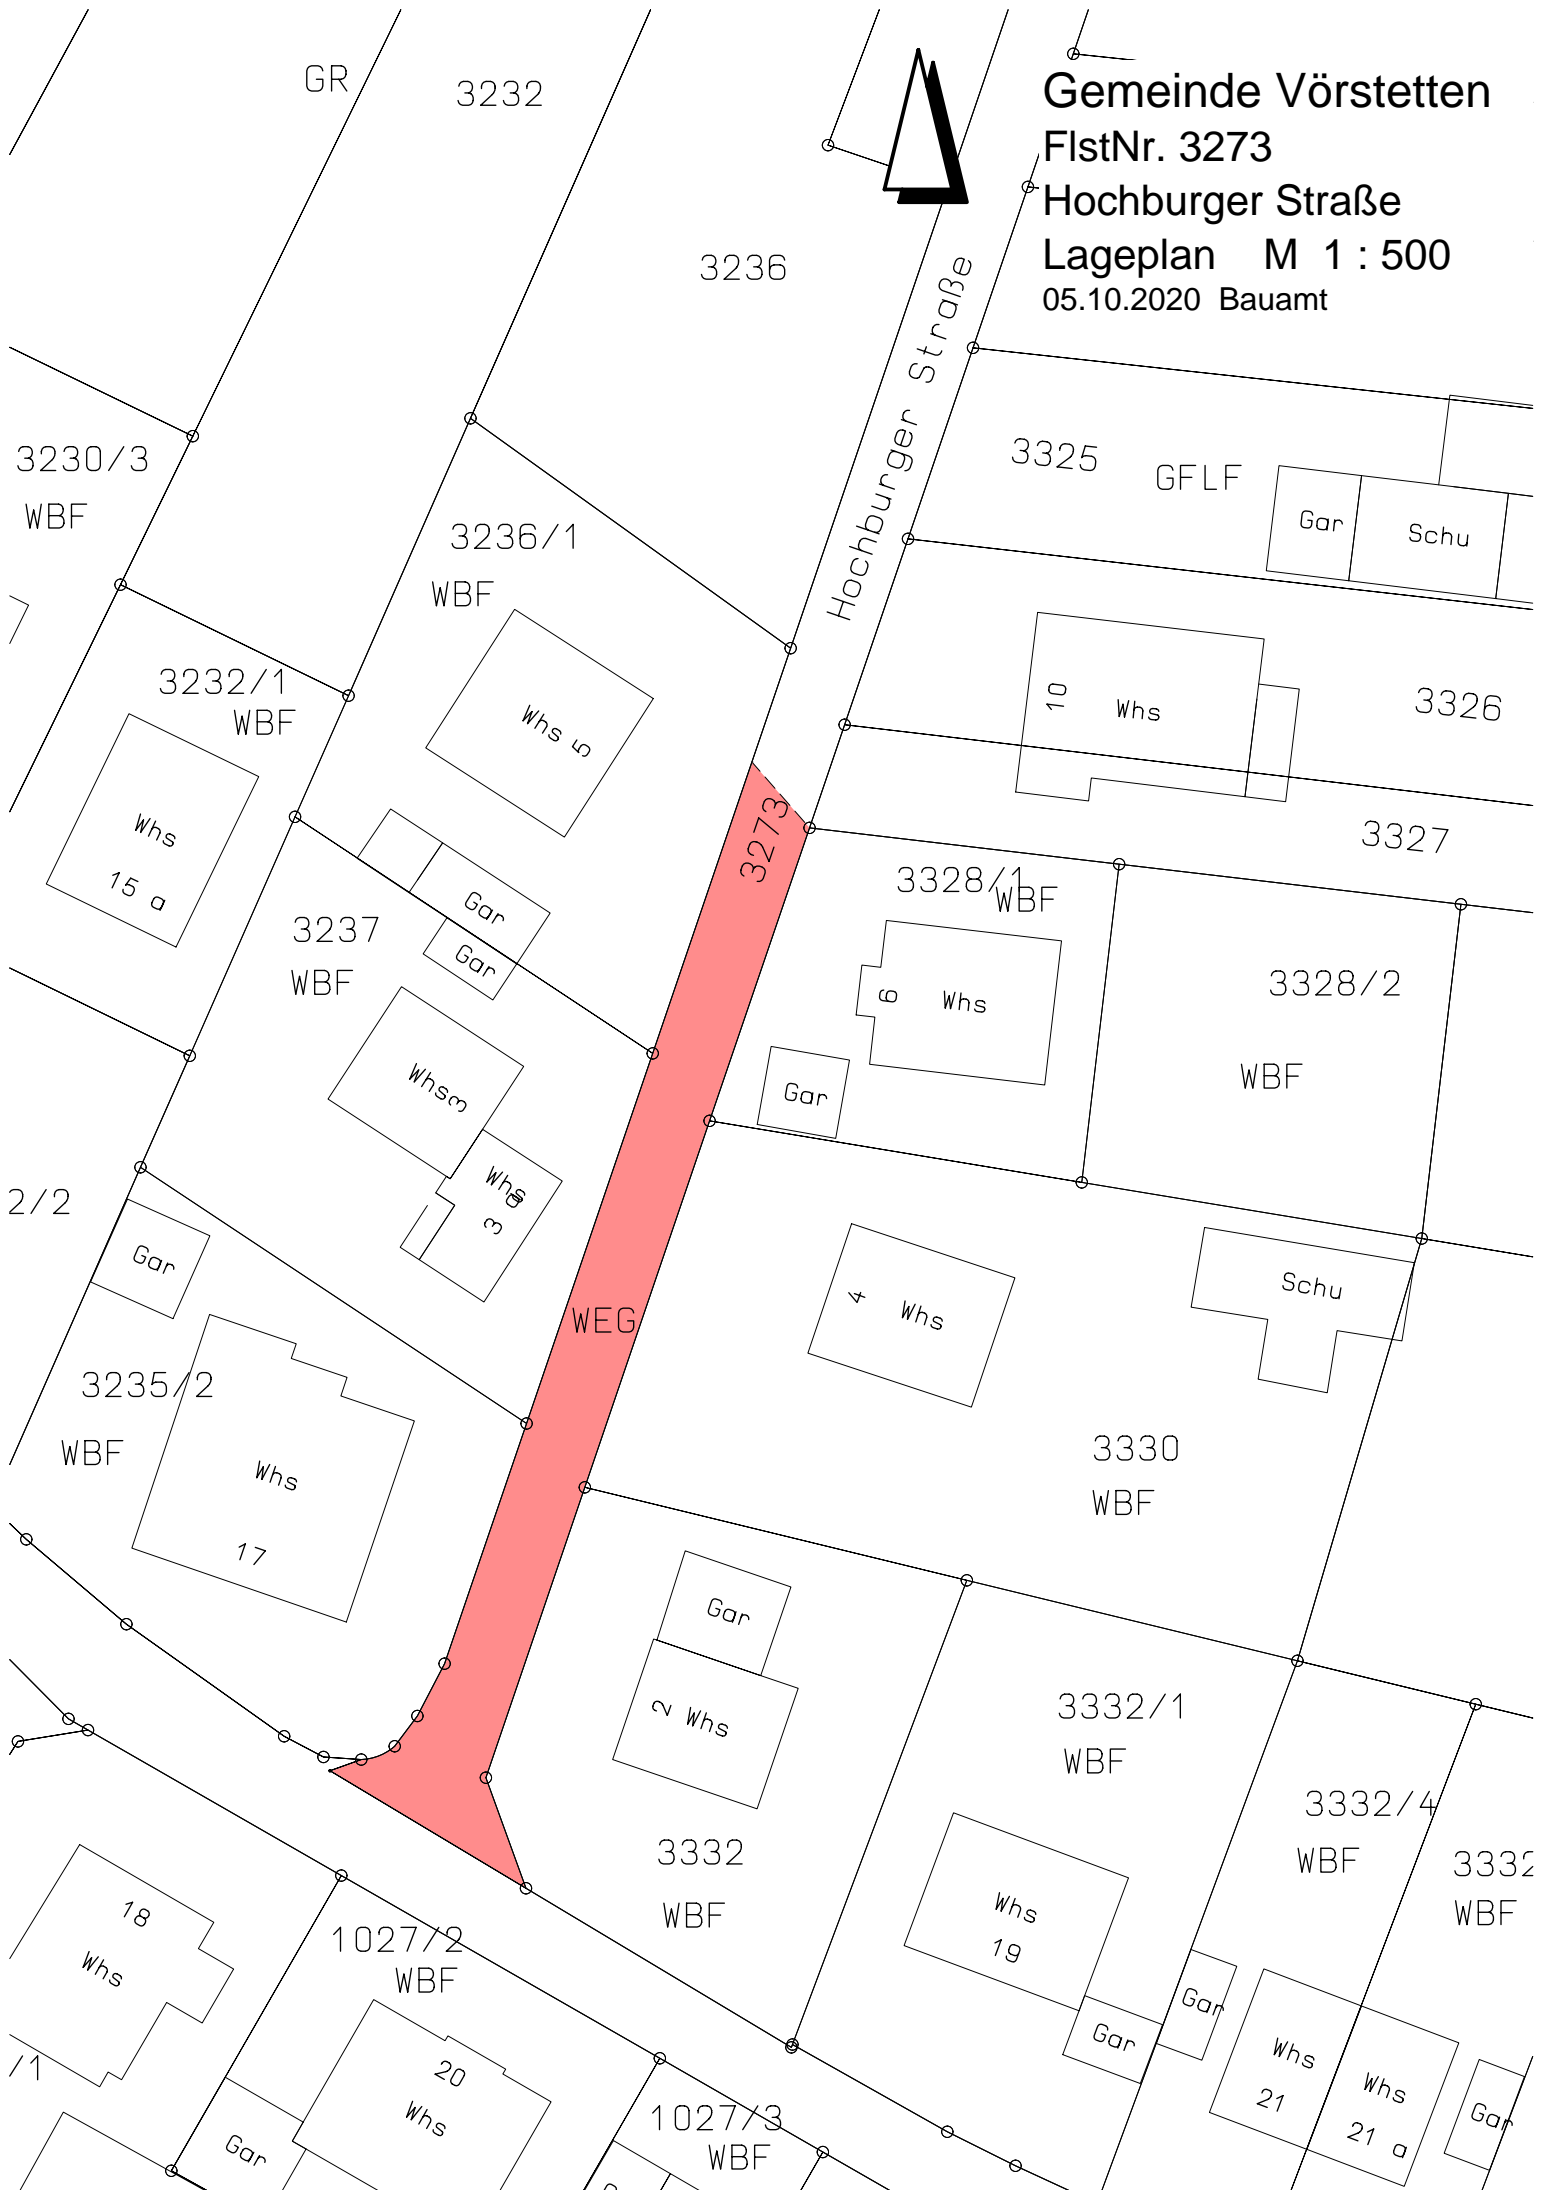 Gemeinde Vörstetten
FlstNr. 3273
Hochburger Straße
Lageplan M 1 : 500
05.10.2020 Bauamt
GR
3232
3236
Hochburger Straße
3230/3
WBF
3236/1
WBF
3325
GFLF
Gar
Schu
3232/1
WBF
Whs 5
10
Whs
3326
Whs
15 a
3273
3327
3328/1
WBF
Gar
Gar
3237
WBF
6
Whs
3328/2
WBF
Whs 3
Gar
Whs
3 a
2/2
Gar
WEG
4
Whs
Schu
3235/2
WBF
Whs
17
3330
WBF
Gar
2 Whs
3332/1
WBF
3332/4
WBF
3332
WBF
3332
WBF
18
Whs
1027/2
WBF
Whs
19
Gar
Gar
/1
20
Whs
Gar
1027/3
WBF
Whs
21
Whs
21 a
Gar